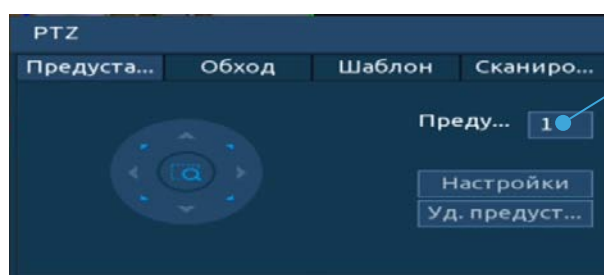 PTZ
Предуста... Обход Шаблон Сканиро...
Преду... 1
Настройки
Уд. предуст...